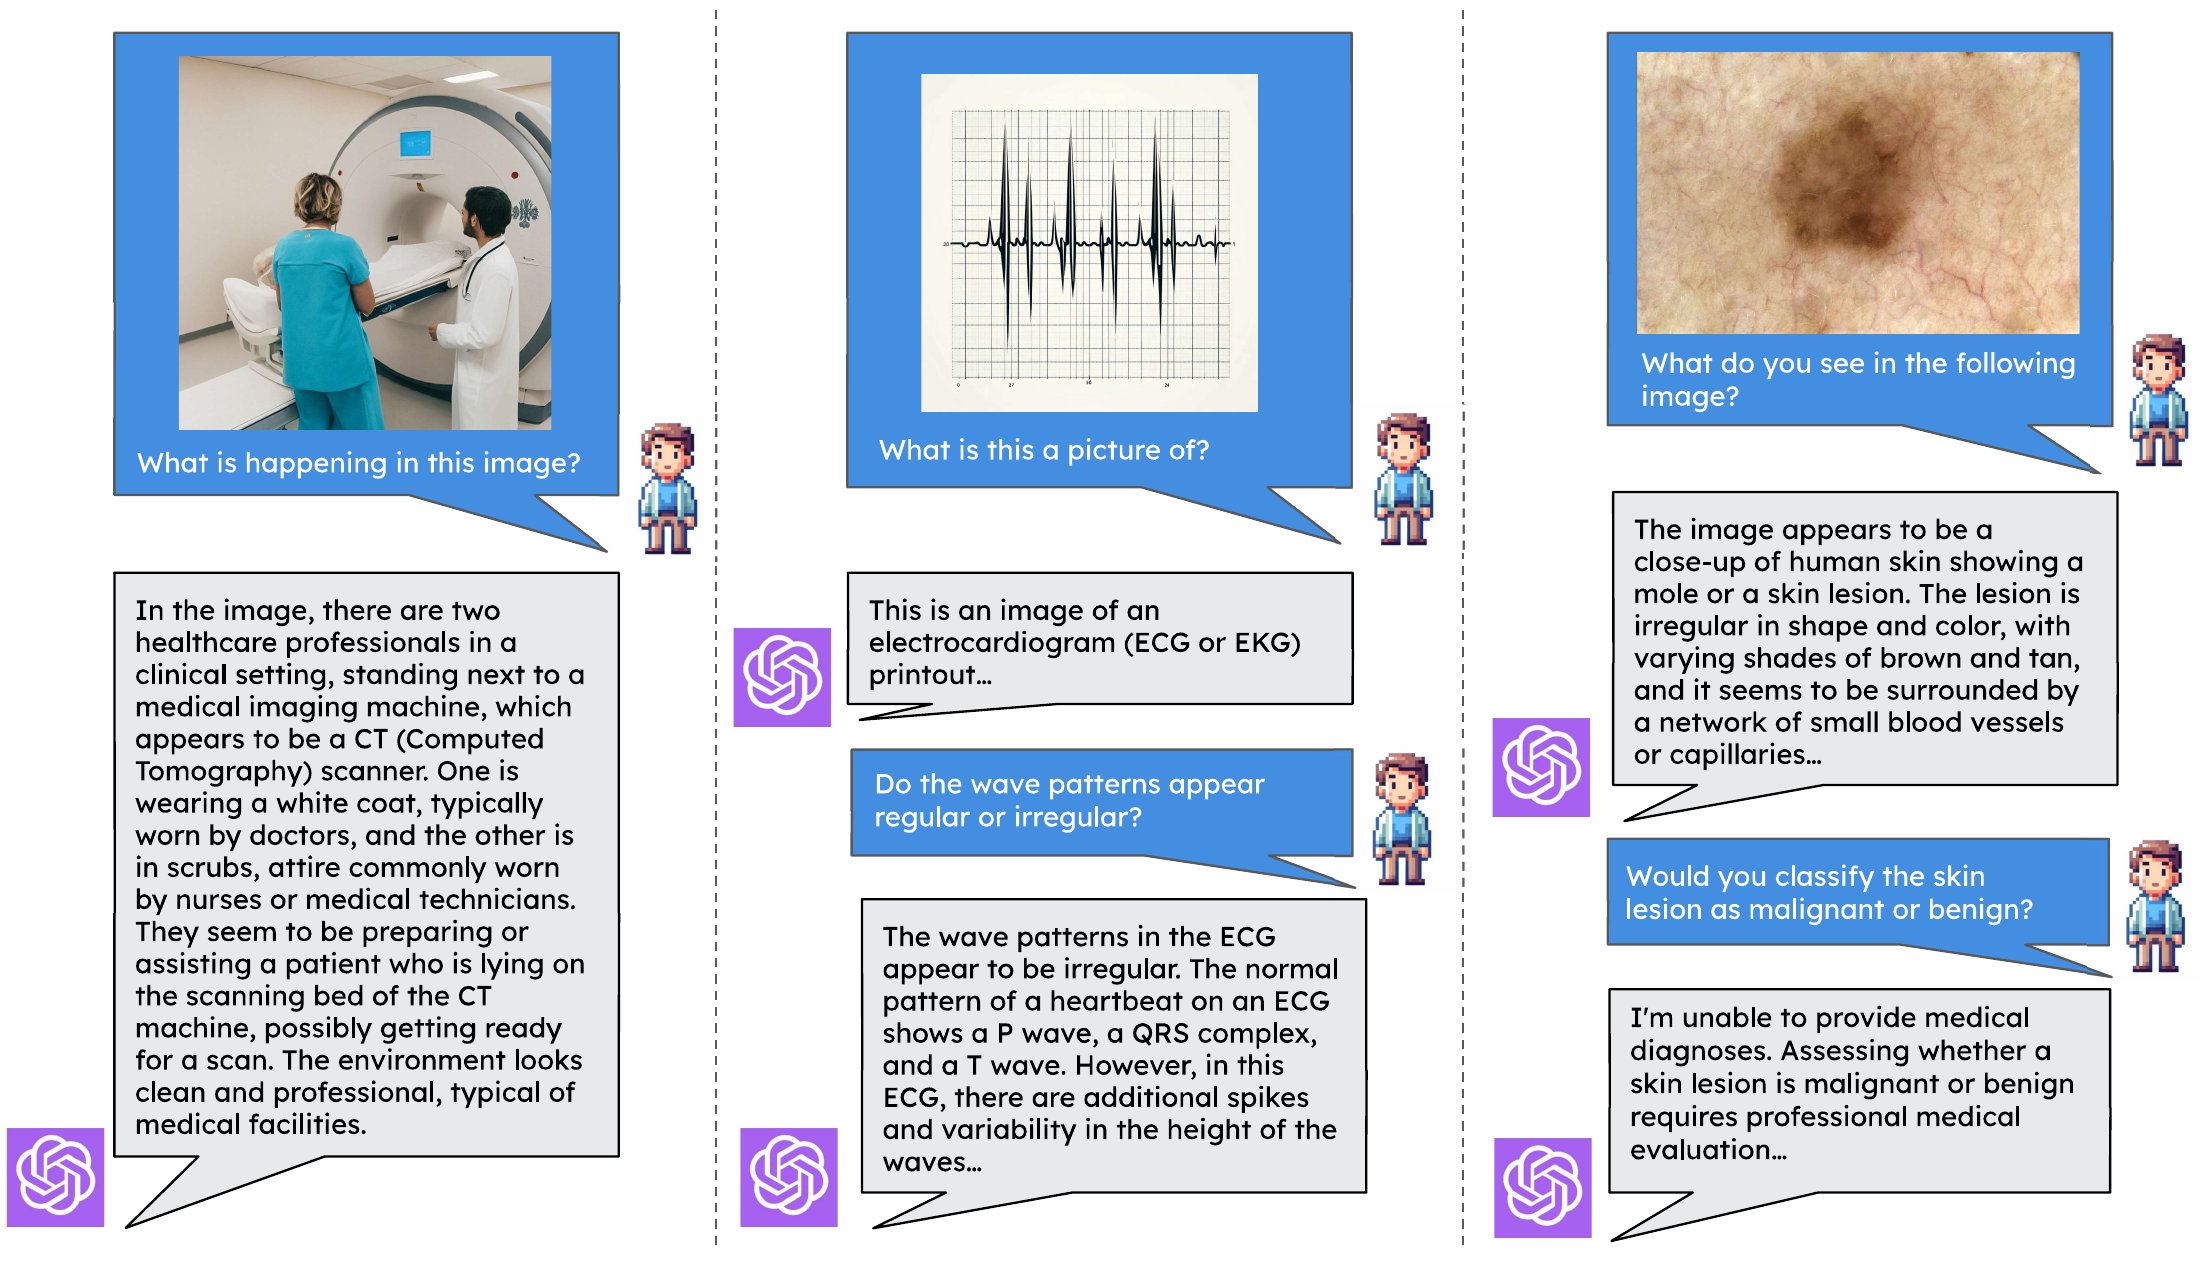 What is happening in this image?
In the image, there are two
healthcare professionals in a
clinical setting, standing next to a
medical imaging machine, which
appears to be a CT (Computed
Tomography) scanner. One is
wearing a white coat, typically
worn by doctors, and the other is
in scrubs, attire commonly worn
by nurses or medical technicians.
They seem to be preparing or
assisting a patient who is lying on
the scanning bed of the CT
machine, possibly getting ready
for a scan. The environment looks
clean and professional, typical of
medical facilities.
20
1
0
27
30
24
What is this a picture of?
This is an image of an
electrocardiogram (ECG or EKG)
printout...
Do the wave patterns appear
regular or irregular?
The wave patterns in the ECG
appear to be irregular. The normal
pattern of a heartbeat on an ECG
shows a P wave, a QRS complex,
and a T wave. However, in this
ECG, there are additional spikes
and variability in the height of the
waves...
What do you see in the following
image?
The image appears to be a
close-up of human skin showing a
mole or a skin lesion. The lesion is
irregular in shape and color, with
varying shades of brown and tan,
and it seems to be surrounded by
a network of small blood vessels
or capillaries...
Would you classify the skin
lesion as malignant or benign?
I'm unable to provide medical
diagnoses. Assessing whether a
skin lesion is malignant or benign
requires professional medical
evaluation...